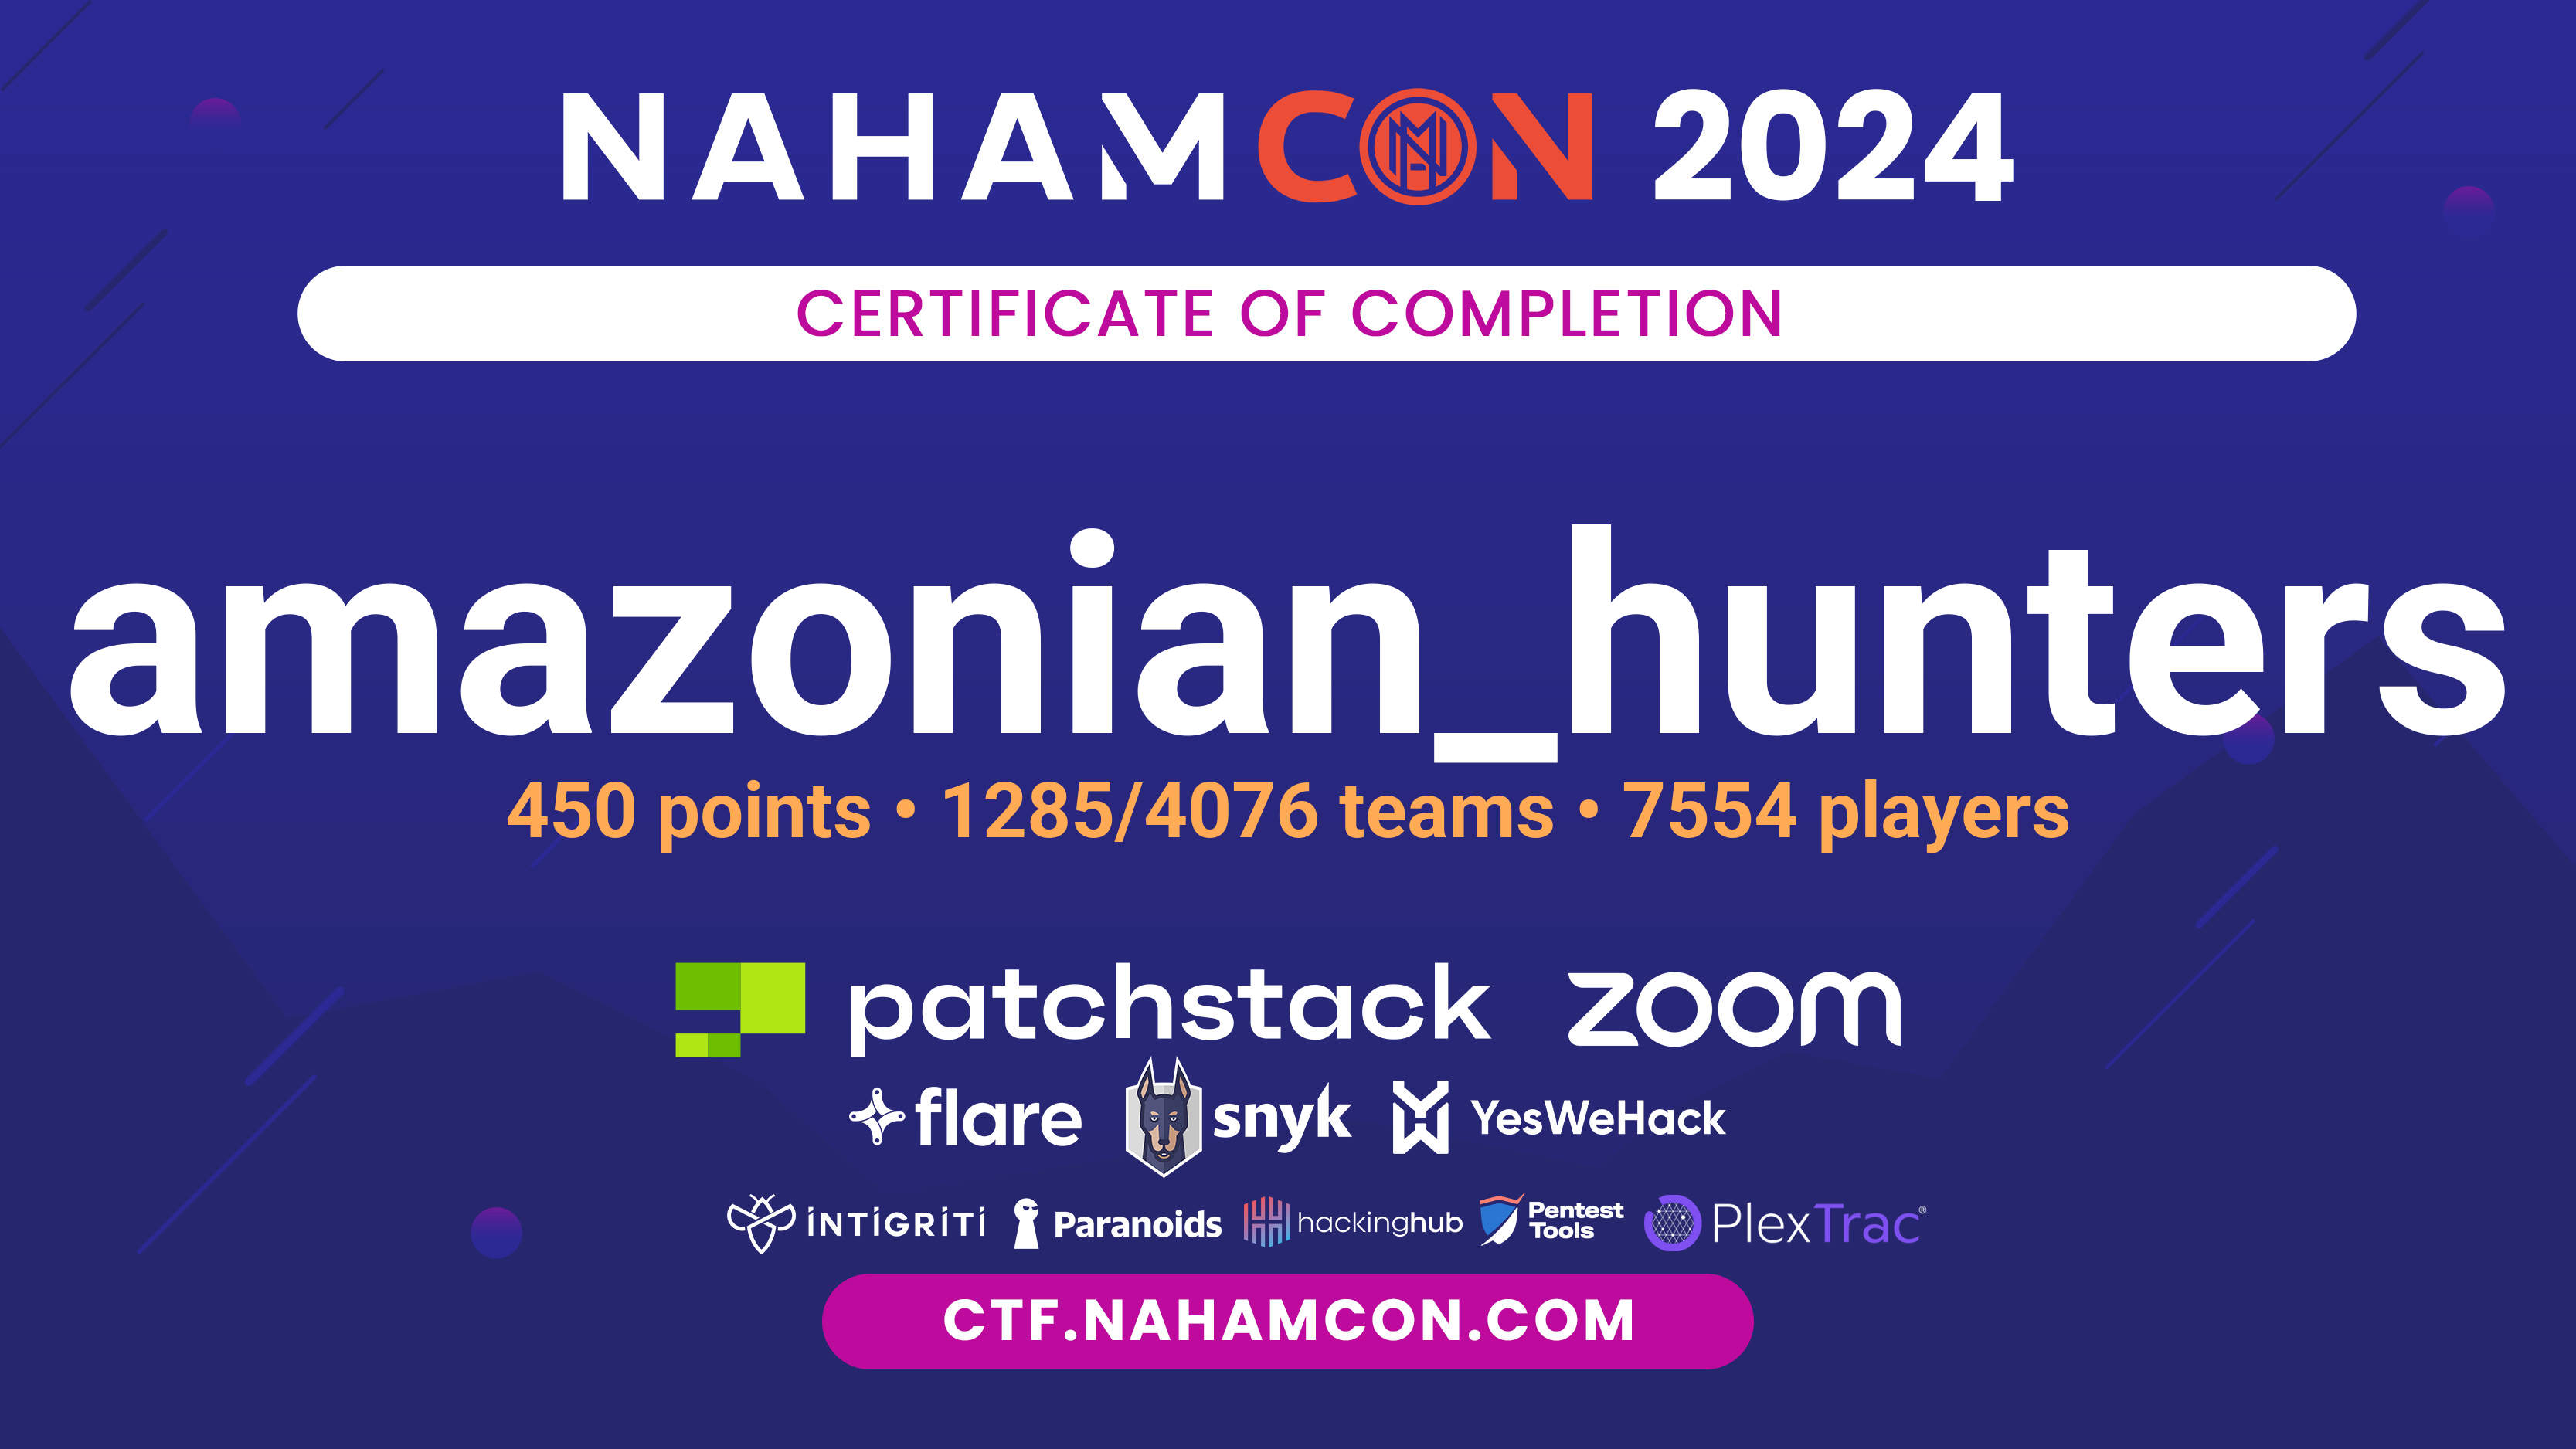 NAHAMCON 2024
CERTIFICATE OF COMPLETION
amazonian_hunters
450 points • 1285/4076 teams • 7554 players
patchstack zoom
flare snyk YesWeHack
INTIGRITI Paranoids hackinghub Pentest Tools PlexTrac®
CTF.NAHAMCON.COM